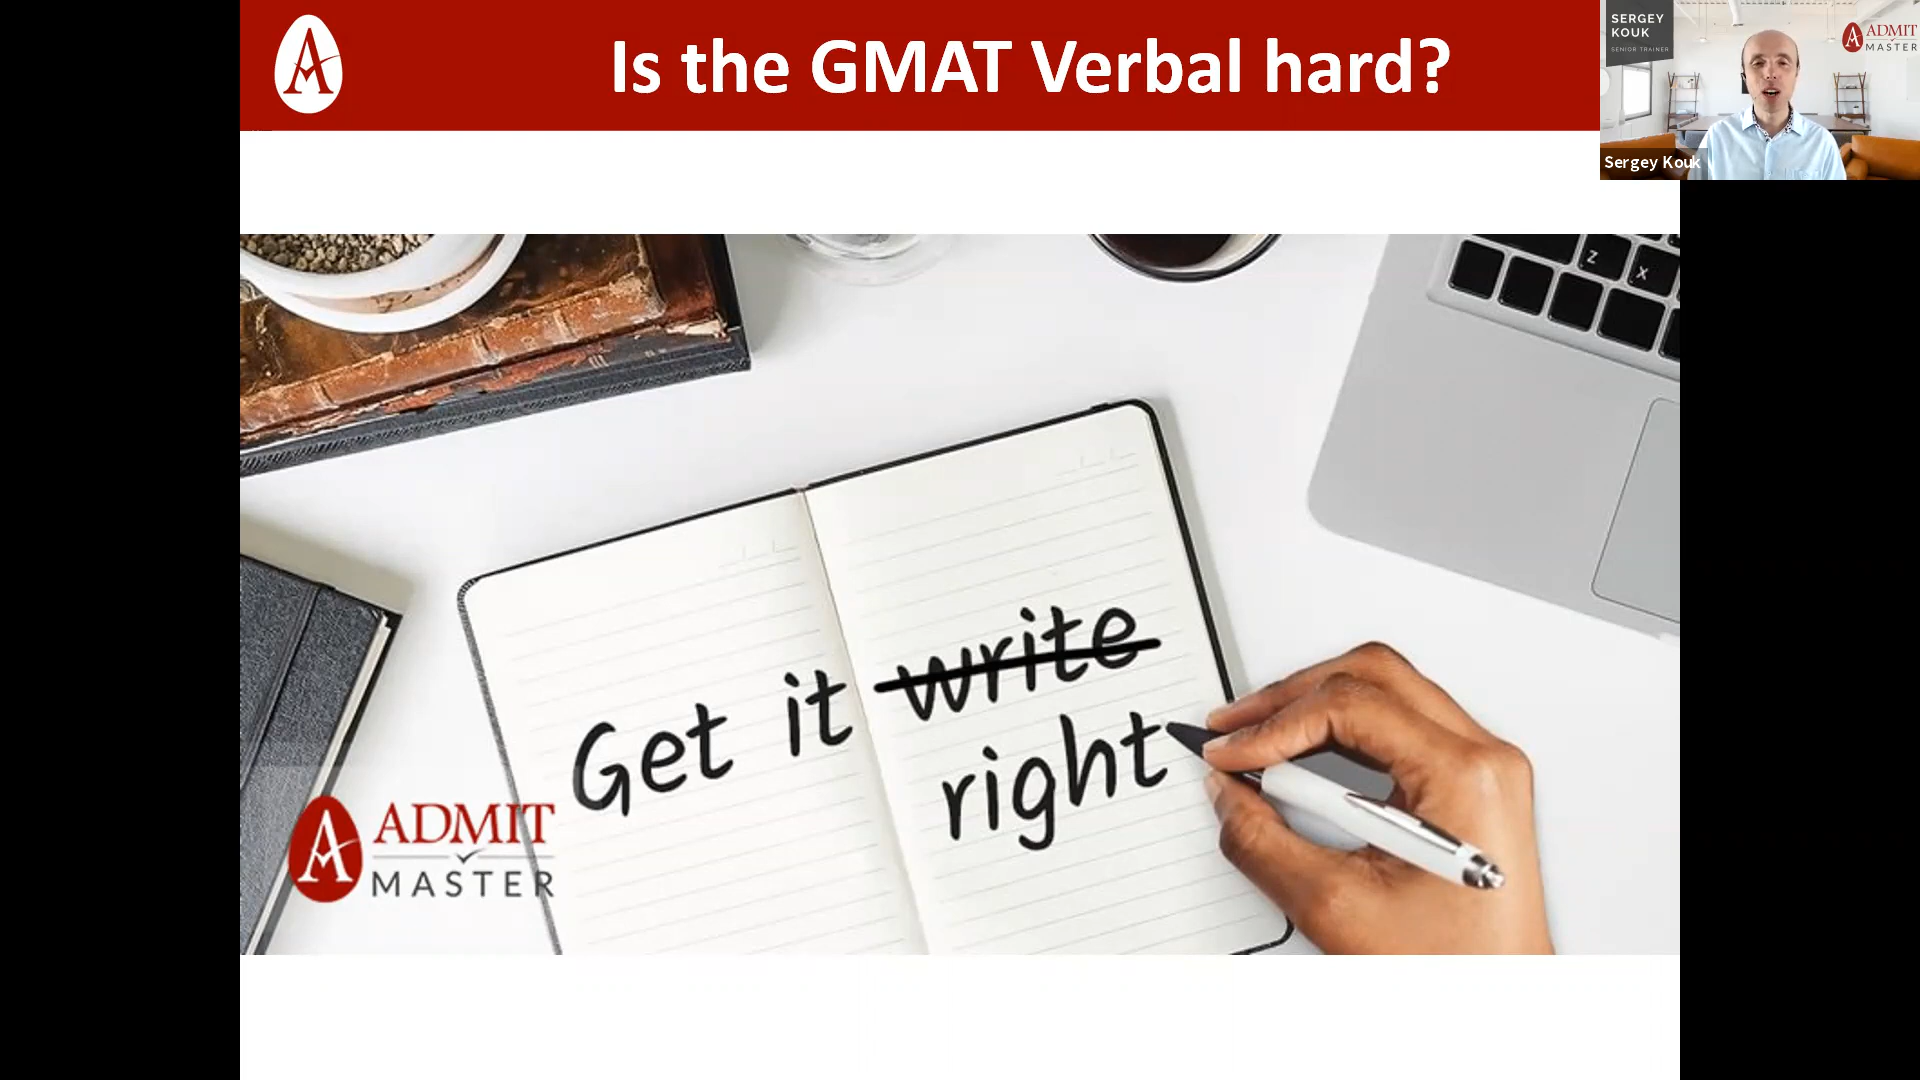 Is the GMAT Verbal hard?
SERGEY
KOUK
SENIOR TRAINER
ADMIT
MASTER
Sergey Kouk
Z
X
Get it write
right
ADMIT
MASTER